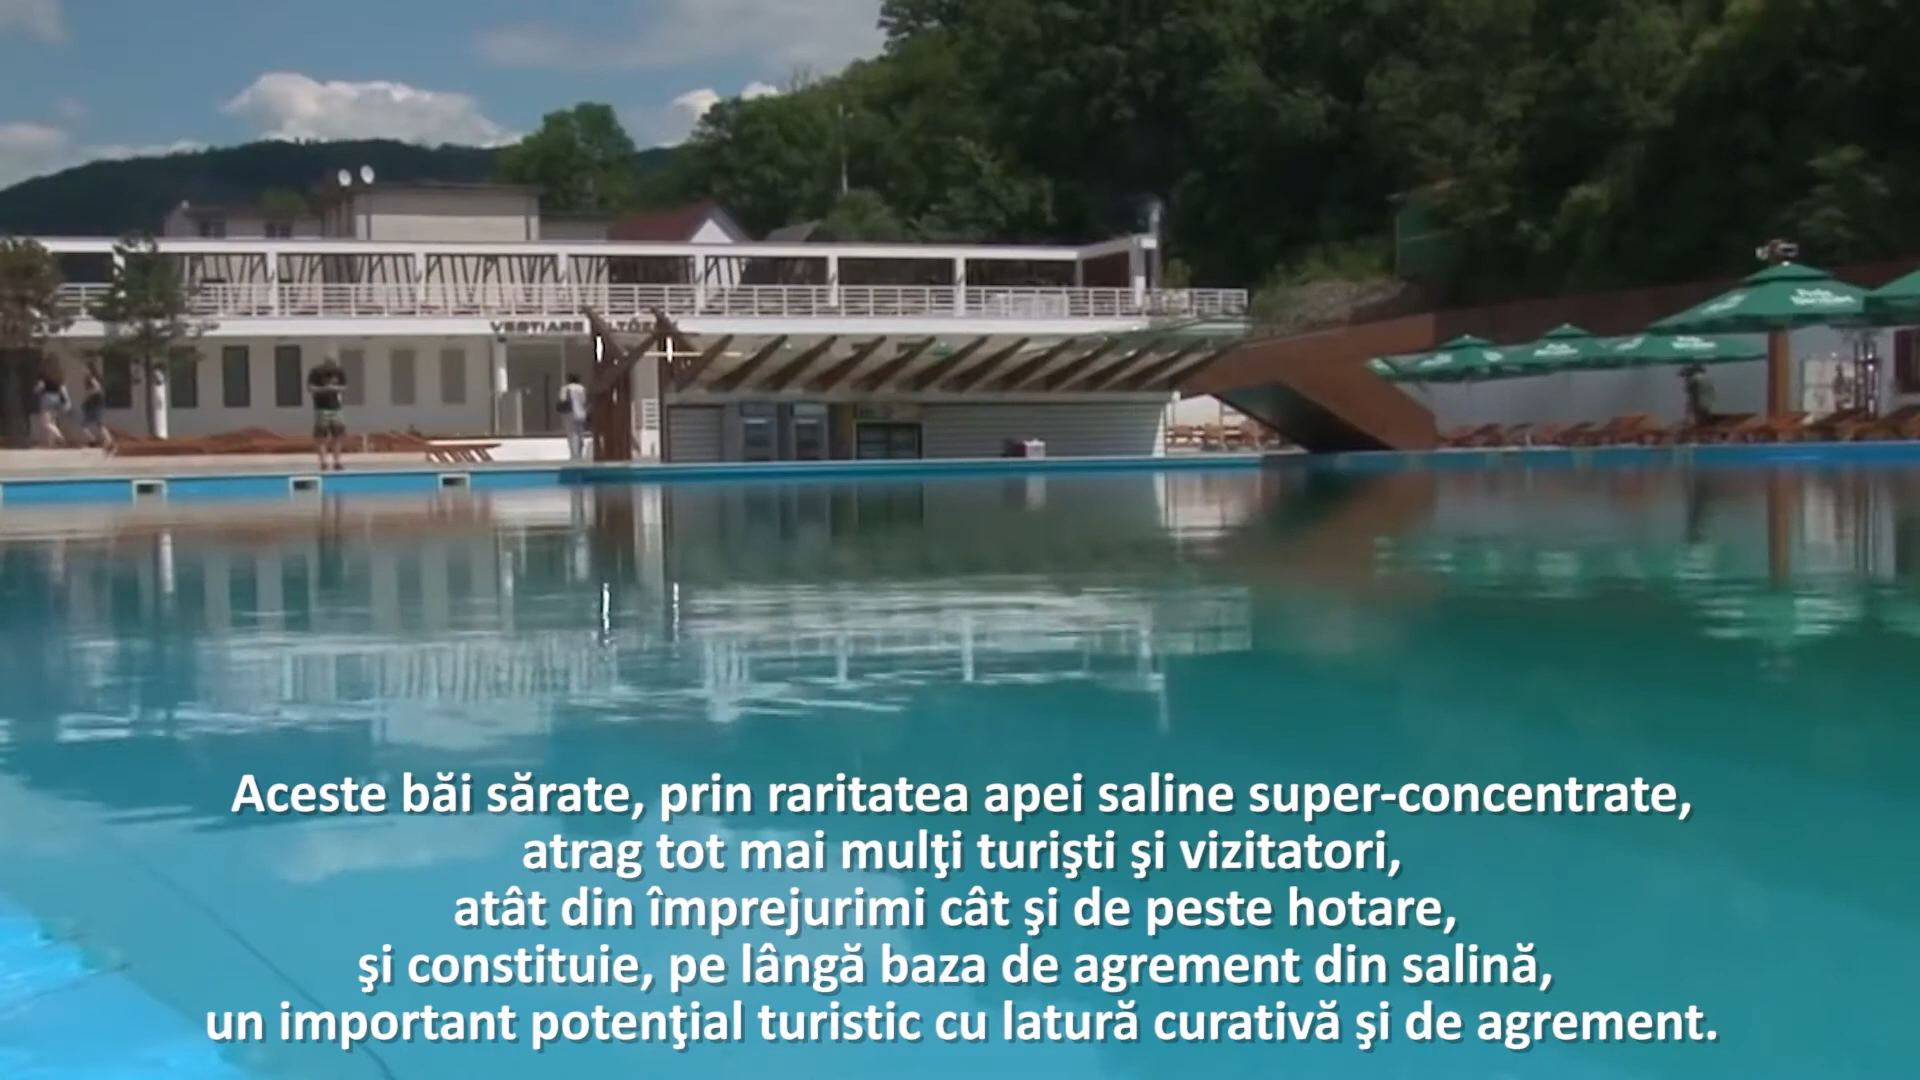 VESTIARE
Aceste băi sărate, prin raritatea apei saline super-concentrate,
atrag tot mai mulţi turişti şi vizitatori,
atât din împrejurimi cât şi de peste hotare,
şi constituie, pe lângă baza de agrement din salină,
un important potenţial turistic cu latură curativă şi de agrement.